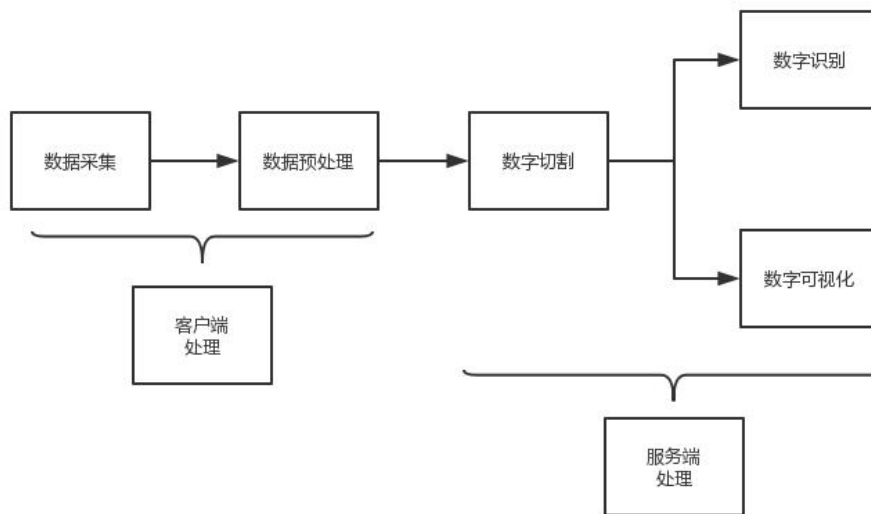 数字识别
数据采集
数据预处理
数字切割
数字可视化
客户端
处理
服务端
处理